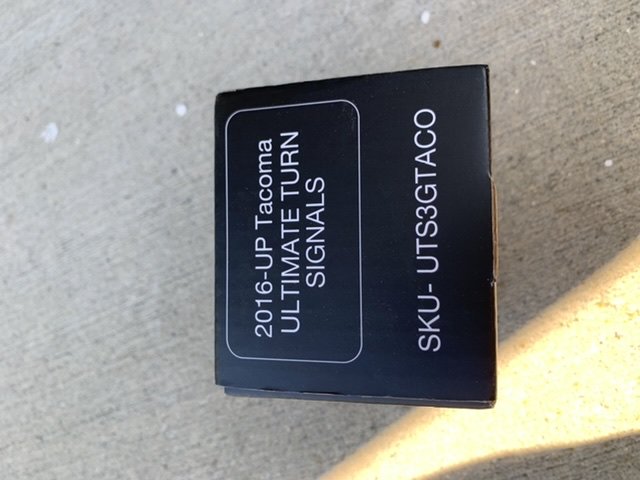 2016-UP Tacoma
ULTIMATE TURN
SIGNALS
SKU- UTS3GTACO